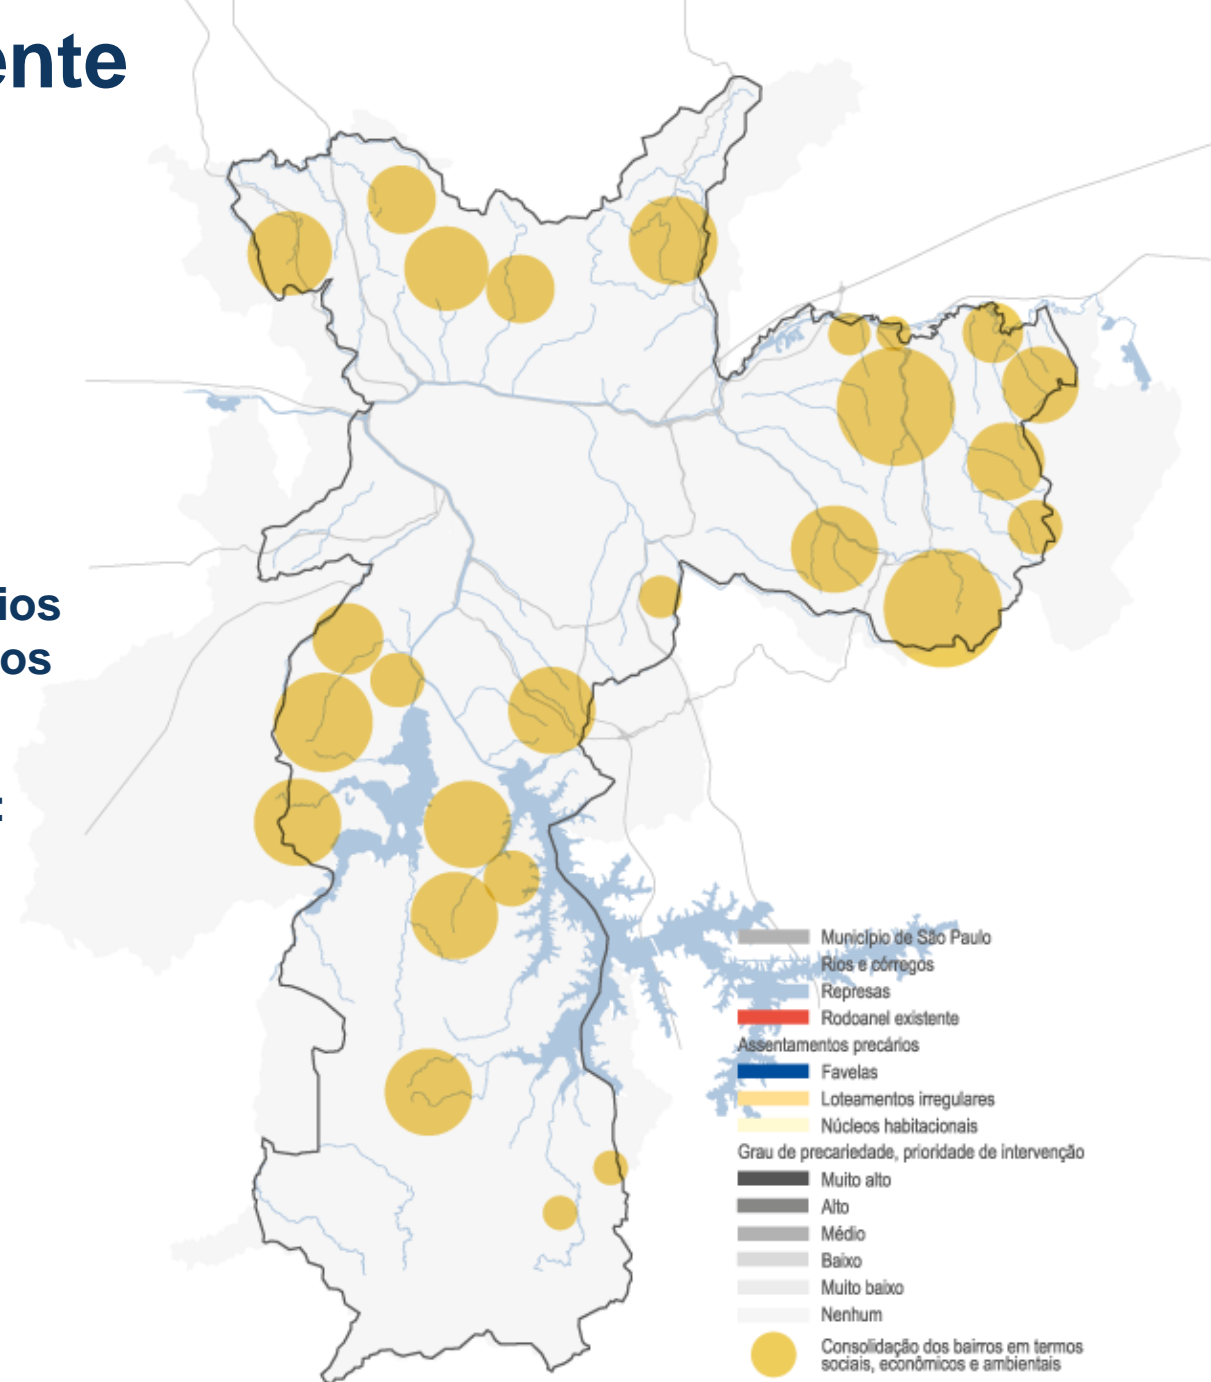 ente
ios
os
:
Município de São Paulo
Rios e córregos
Represas
Rodoanel existente
Assentamentos precários
Favelas
Loteamentos irregulares
Núcleos habitacionais
Grau de precariedade, prioridade de intervenção
Muito alto
Alto
Médio
Baixo
Muito baixo
Nenhum
Consolidação dos bairros em termos
sociais, econômicos e ambientais